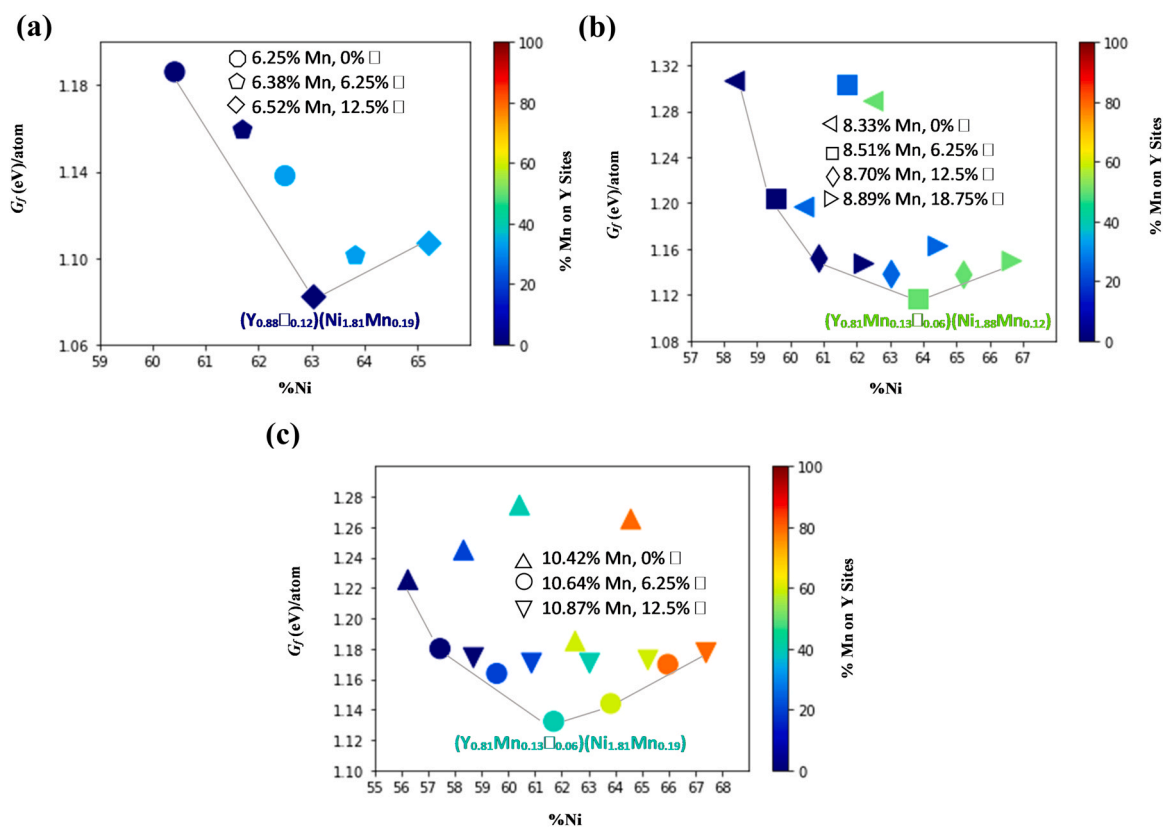 (a)
G_f (eV)/atom
1.18
1.14
1.10
1.06
6.25% Mn, 0% □
6.38% Mn, 6.25% □
6.52% Mn, 12.5% □
(Y₀.₈₈□₀.₁₂)(Ni₁.₈₁Mn₀.₁₉)
59 60 61 62 63 64 65
%Ni
100
80
60
40
20
0
% Mn on Y Sites
(b)
G_f (eV)/atom
1.32
1.28
1.24
1.20
1.16
1.12
1.08
8.33% Mn, 0% □
8.51% Mn, 6.25% □
8.70% Mn, 12.5% □
8.89% Mn, 18.75% □
(Y₀.₈₁Mn₀.₁₃□₀.₀₆)(Ni₁.₈₈Mn₀.₁₂)
57 58 59 60 61 62 63 64 65 66 67
%Ni
100
80
60
40
20
0
% Mn on Y Sites
(c)
G_f (eV)/atom
1.28
1.26
1.24
1.22
1.20
1.18
1.16
1.14
1.12
1.10
10.42% Mn, 0% □
10.64% Mn, 6.25% □
10.87% Mn, 12.5% □
(Y₀.₈₁Mn₀.₁₃□₀.₀₆)(Ni₁.₈₁Mn₀.₁₉)
55 56 57 58 59 60 61 62 63 64 65 66 67 68
%Ni
100
80
60
40
20
0
% Mn on Y Sites